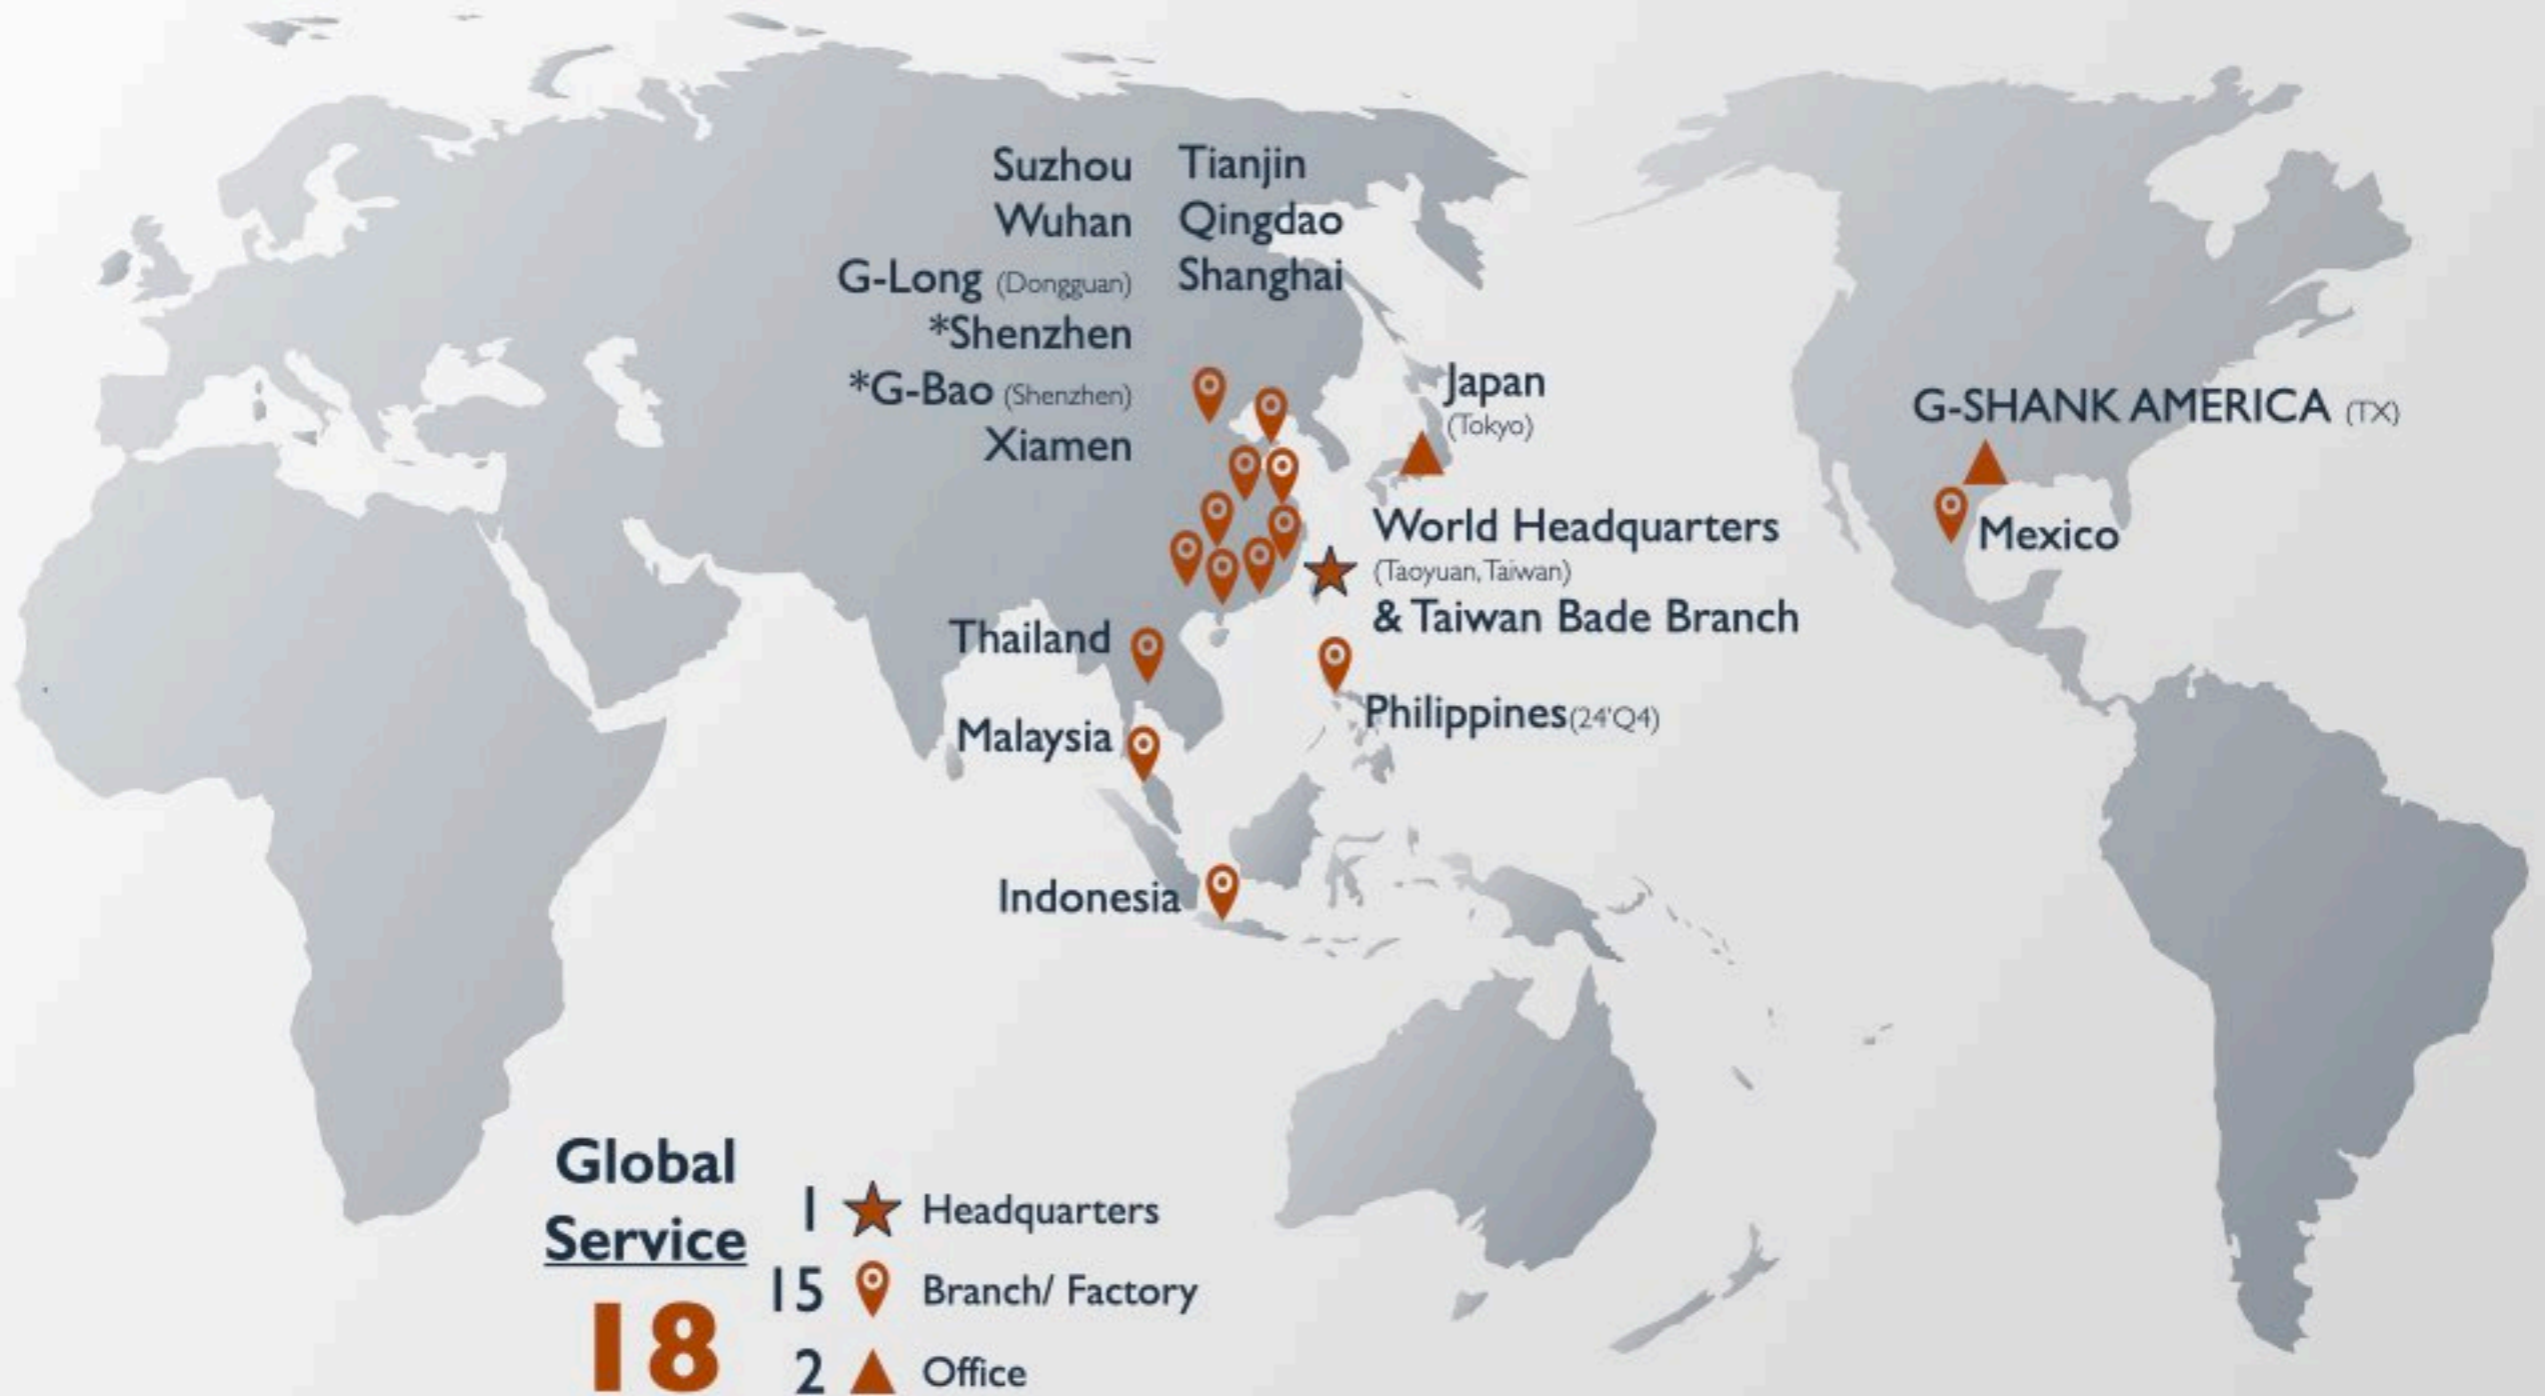 Suzhou
Wuhan
G-Long (Dongguan)
*Shenzhen
*G-Bao (Shenzhen)
Xiamen
Tianjin
Qingdao
Shanghai
Japan
(Tokyo)
G-SHANK AMERICA (TX)
Mexico
World Headquarters
(Taoyuan, Taiwan)
& Taiwan Bade Branch
Thailand
Philippines(24'Q4)
Malaysia
Indonesia
Global
Service
18
1 Headquarters
15 Branch/ Factory
2 Office